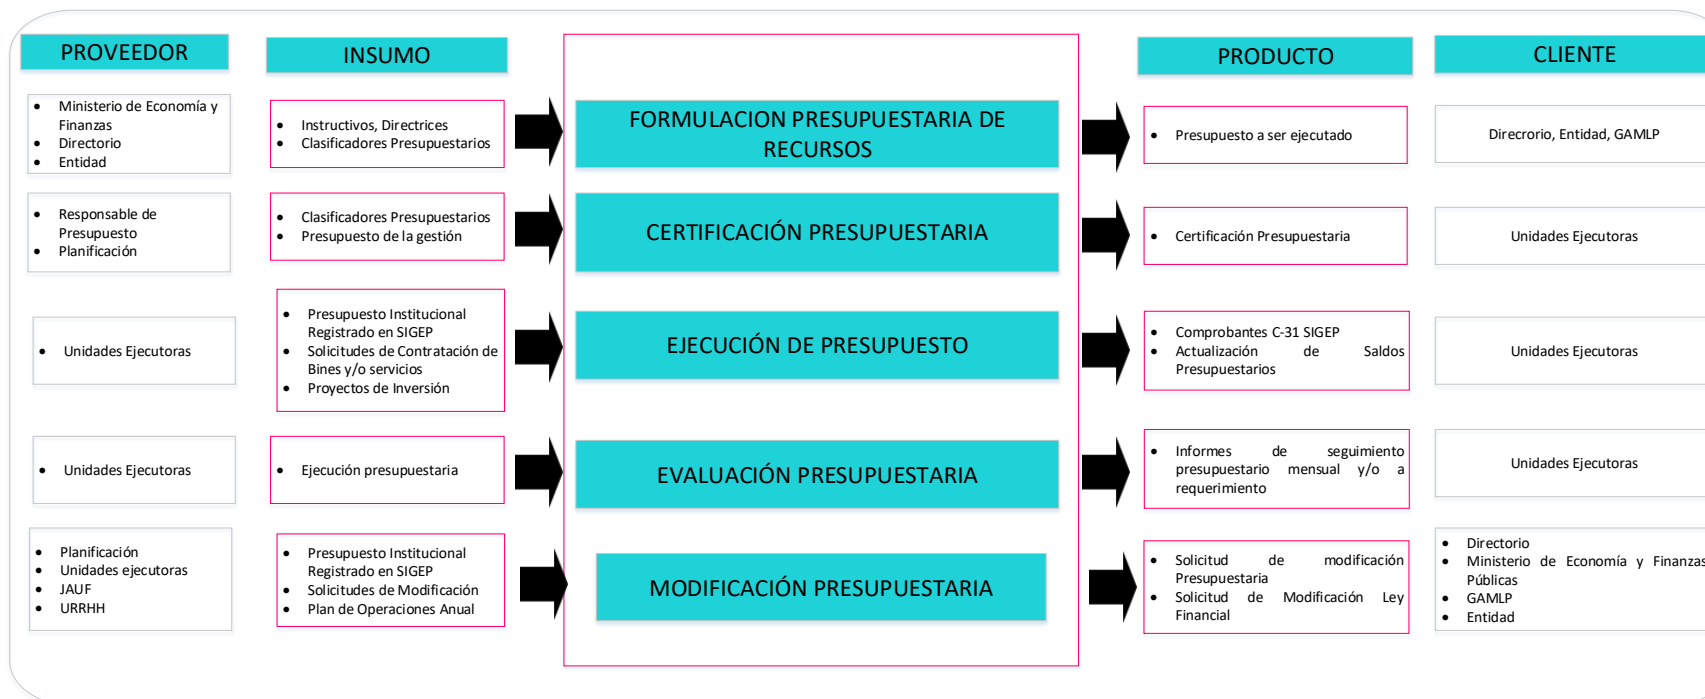 PROVEEDOR
INSUMO
PRODUCTO
CLIENTE
• Ministerio de Economía y
Finanzas
• Directorio
• Entidad
• Instructivos, Directrices
• Clasificadores Presupuestarios
FORMULACION PRESUPUESTARIA DE
RECURSOS
• Presupuesto a ser ejecutado
Direcrorio, Entidad, GAMLP
• Responsable de
Presupuesto
• Planificación
• Clasificadores Presupuestarios
• Presupuesto de la gestión
CERTIFICACIÓN PRESUPUESTARIA
• Certificación Presupuestaria
Unidades Ejecutoras
• Unidades Ejecutoras
• Presupuesto Institucional
Registrado en SIGEP
• Solicitudes de Contratación de
Bines y/o servicios
• Proyectos de Inversión
EJECUCIÓN DE PRESUPUESTO
• Comprobantes C-31 SIGEP
• Actualización de Saldos
Presupuestarios
Unidades Ejecutoras
• Unidades Ejecutoras
• Ejecución presupuestaria
EVALUACIÓN PRESUPUESTARIA
• Informes de seguimiento
presupuestario mensual y/o a
requerimiento
Unidades Ejecutoras
• Planificación
• Unidades ejecutoras
• JAUF
• URRHH
• Presupuesto Institucional
Registrado en SIGEP
• Solicitudes de Modificación
• Plan de Operaciones Anual
MODIFICACIÓN PRESUPUESTARIA
• Solicitud de modificación
Presupuestaria
• Solicitud de Modificación Ley
Financial
• Directorio
• Ministerio de Economía y Finanzas
Públicas
• GAMLP
• Entidad